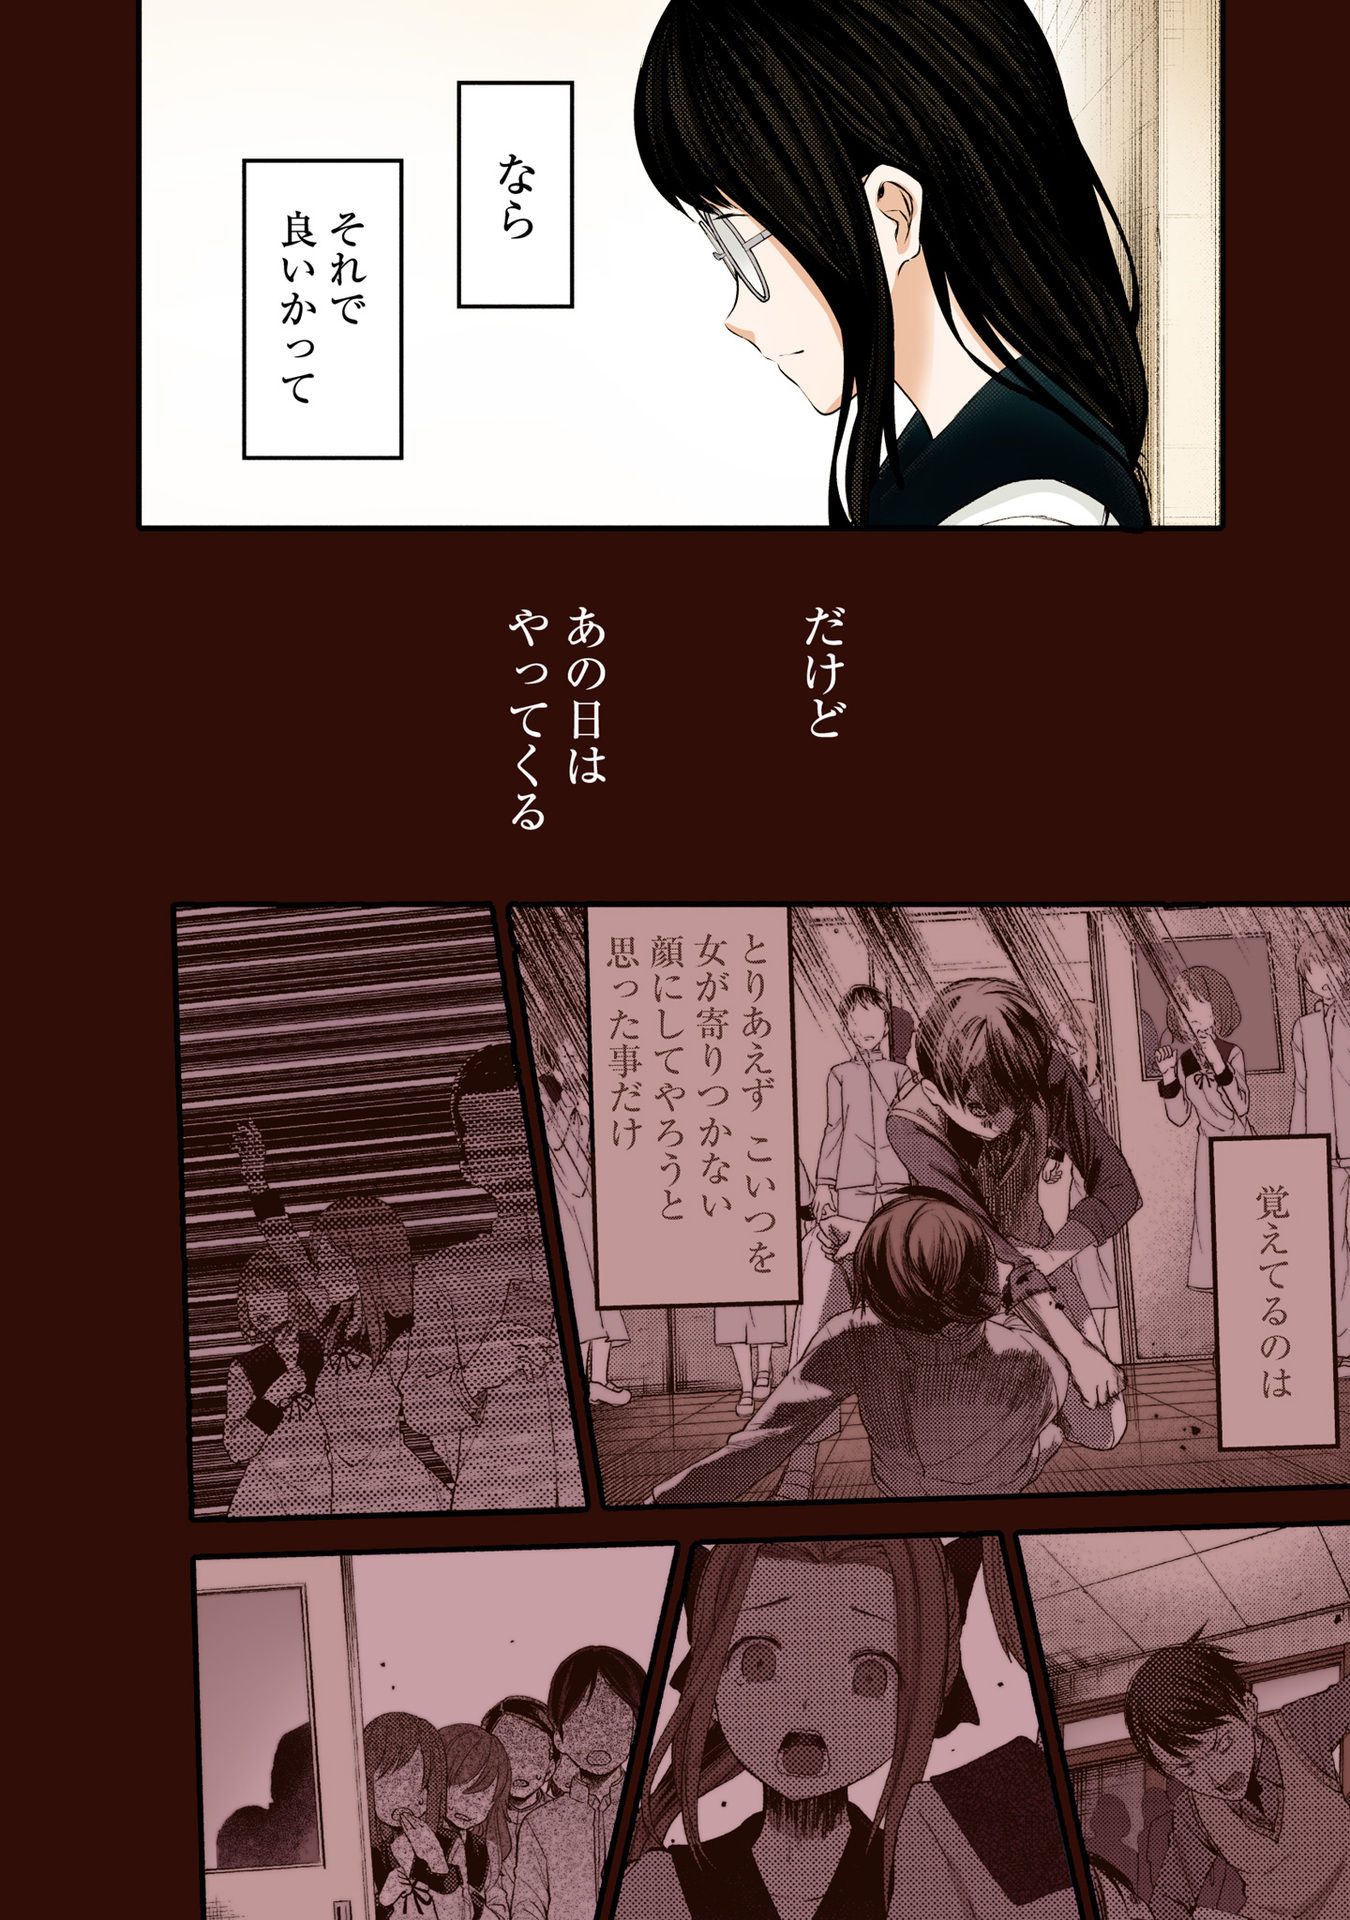 なら
それで
良いかって
だけど
あの日は
やってくる
覚えてるのは
とりあえず こいつを
女が寄りつかない
顔にしてやろうと
思った事だけ